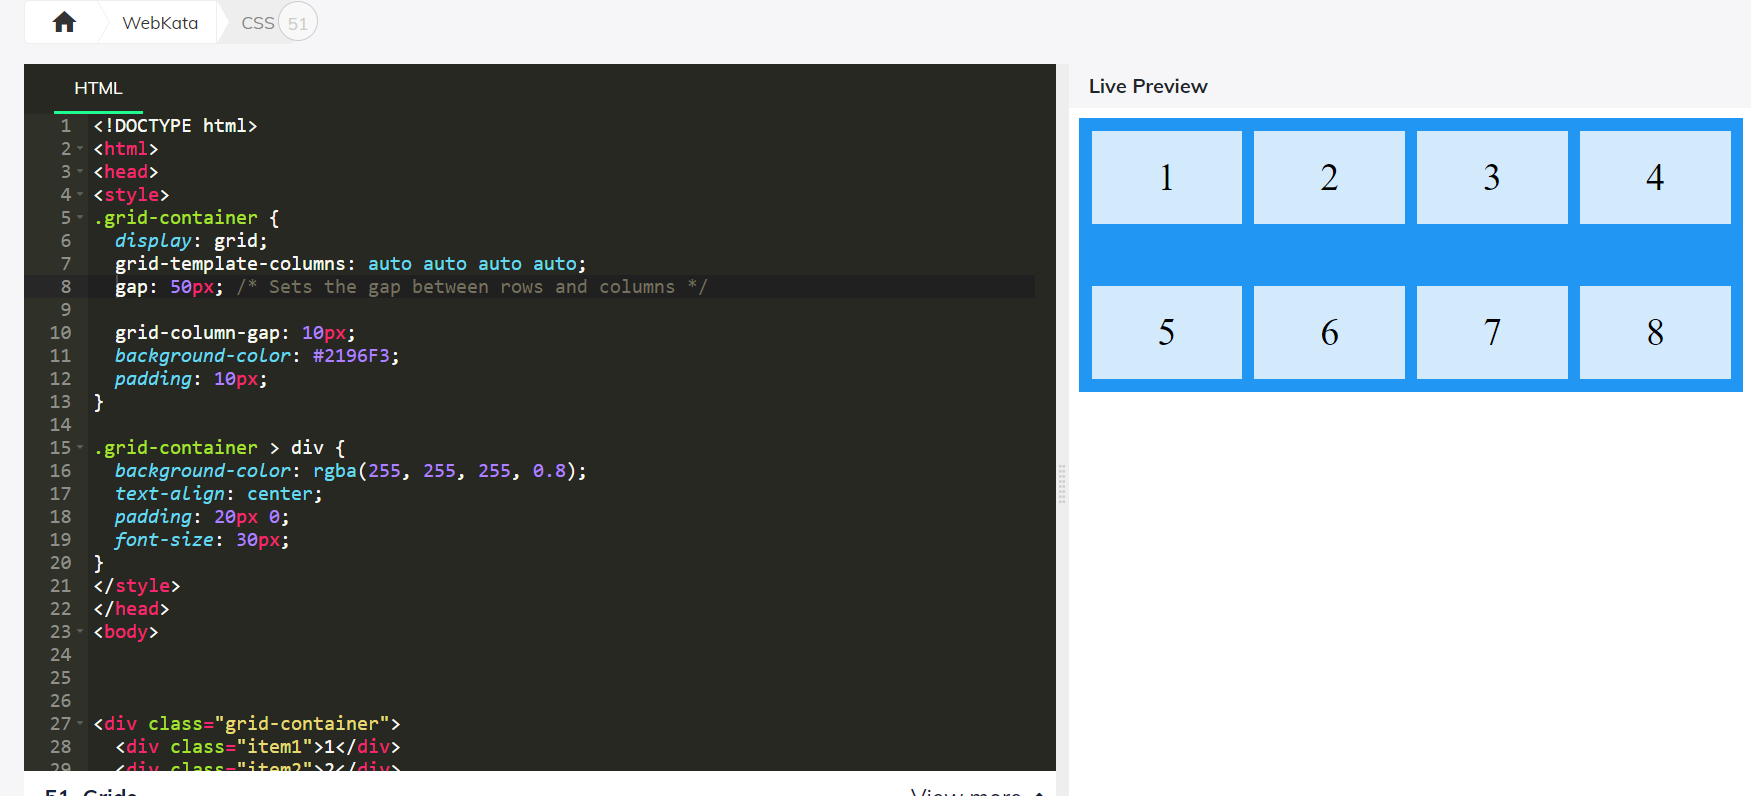 WebKata CSS 51
HTML
1 <!DOCTYPE html>
2 <html>
3 <head>
4 <style>
5 .grid-container {
6 display: grid;
7 grid-template-columns: auto auto auto auto;
8 gap: 50px; /* Sets the gap between rows and columns */
9
10 grid-column-gap: 10px;
11 background-color: #2196F3;
12 padding: 10px;
13 }
14
15 .grid-container > div {
16 background-color: rgba(255, 255, 255, 0.8);
17 text-align: center;
18 padding: 20px 0;
19 font-size: 30px;
20 }
21 </style>
22 </head>
23 <body>
24
25
26
27 <div class="grid-container">
28 <div class="item1">1</div>
29 <div class="item2">2</div>
51. Grids View more
Live Preview
1 2 3 4
5 6 7 8